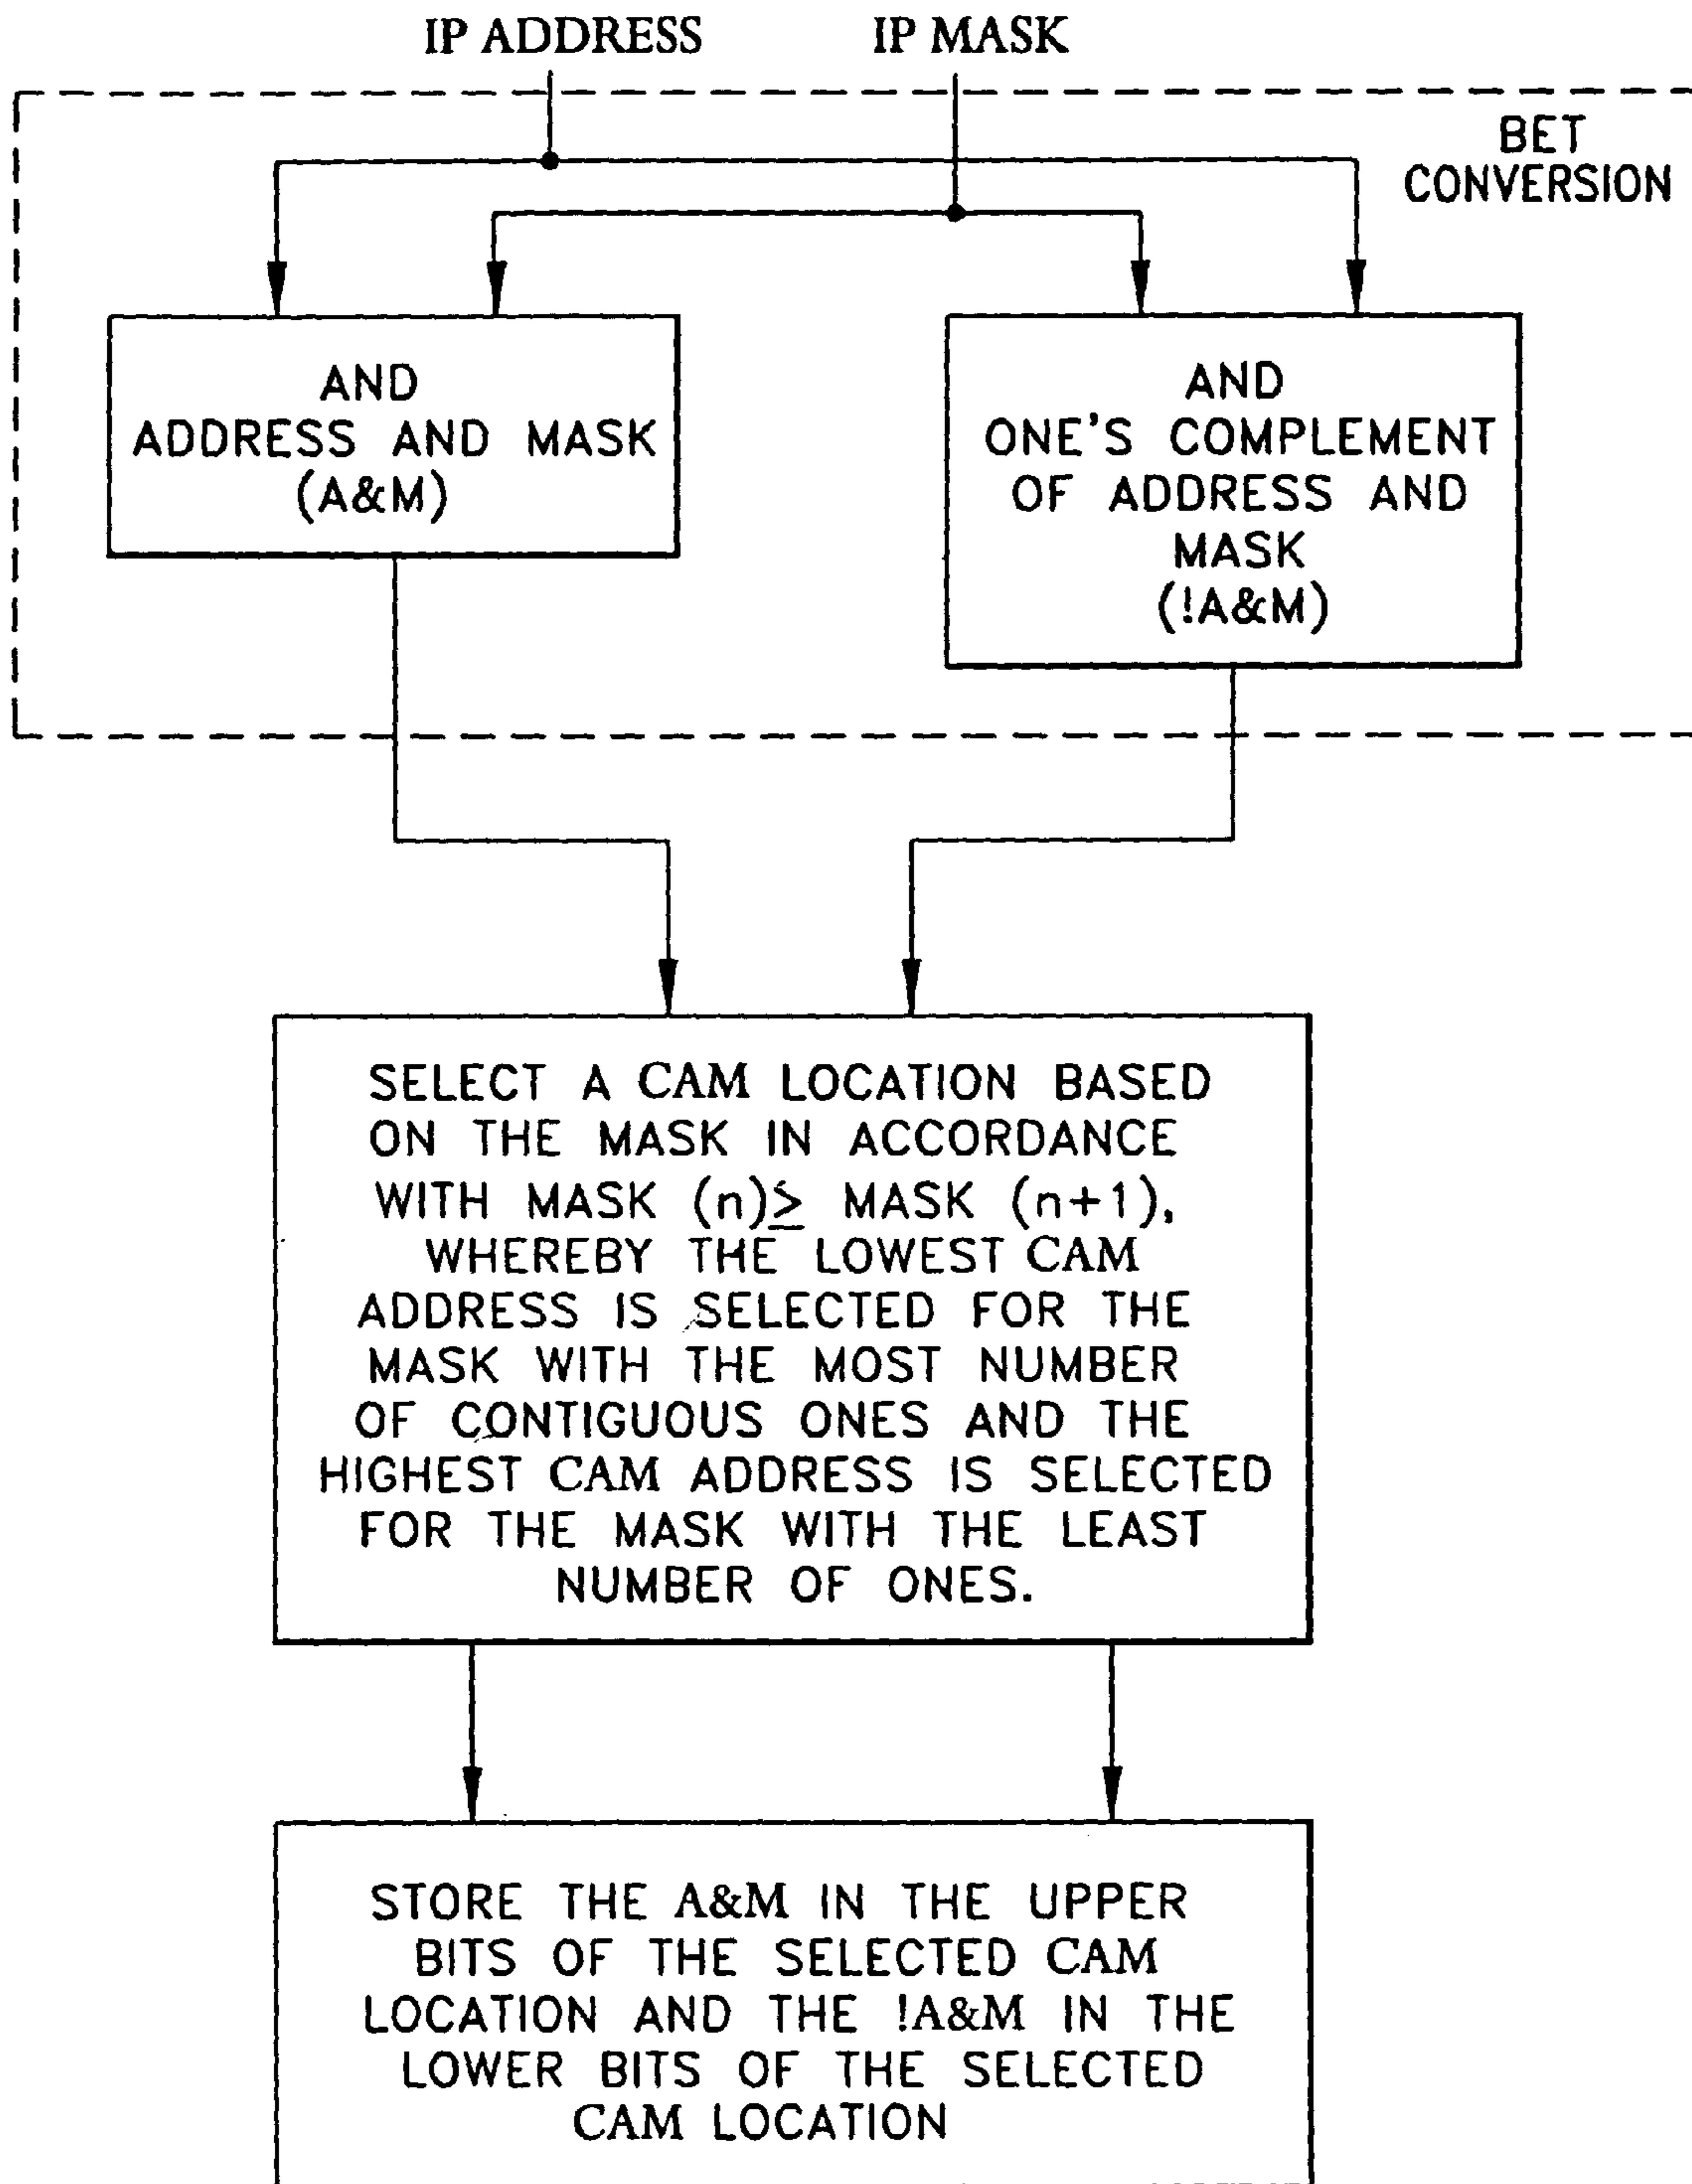 IP ADDRESS IP MASK
BET
CONVERSION
AND
ADDRESS AND MASK
(A&M)
AND
ONE'S COMPLEMENT
OF ADDRESS AND
MASK
(!A&M)
SELECT A CAM LOCATION BASED
ON THE MASK IN ACCORDANCE
WITH MASK (n)≥ MASK (n+1),
WHEREBY THE LOWEST CAM
ADDRESS IS SELECTED FOR THE
MASK WITH THE MOST NUMBER
OF CONTIGUOUS ONES AND THE
HIGHEST CAM ADDRESS IS SELECTED
FOR THE MASK WITH THE LEAST
NUMBER OF ONES.
STORE THE A&M IN THE UPPER
BITS OF THE SELECTED CAM
LOCATION AND THE !A&M IN THE
LOWER BITS OF THE SELECTED
CAM LOCATION